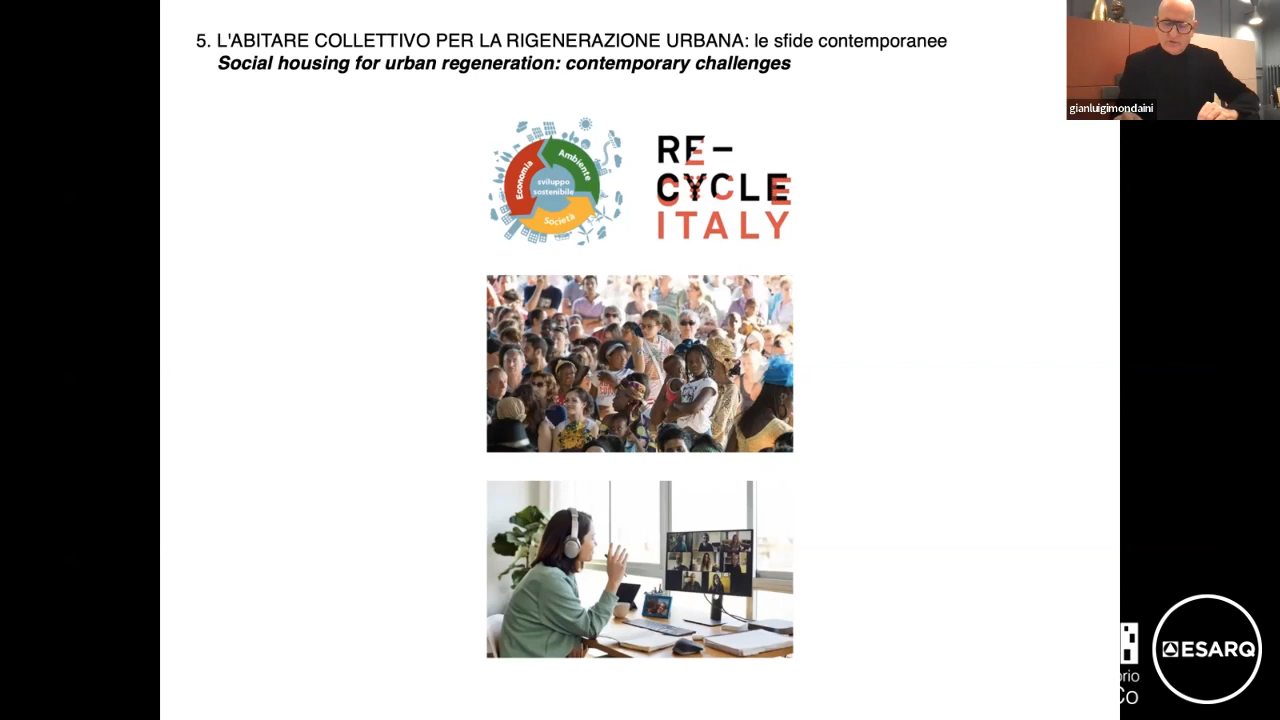 5. L'ABITARE COLLETTIVO PER LA RIGENERAZIONE URBANA: le sfide contemporanee
Social housing for urban regeneration: contemporary challenges
gianluigimondaini
Economia
Ambiente
sviluppo
sostenibile
Società
RE–
CYCLE
ITALY
ESARQ